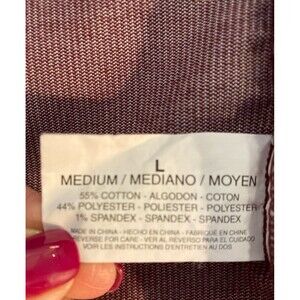 L
MEDIUM / MEDIANO / MOYEN
55% COTTON - ALGODON - COTON
44% POLYESTER - POLIESTER - POLYESTER
1% SPANDEX - SPANDEX - SPANDEX
MADE IN CHINA - HECHO EN CHINA - FABRIQUE EN CHINE
REVERSE FOR CARE - VER AL REVERSO PARA EL CUIDADO
VOIR LES INSTRUCTIONS D'ENTRETIEN AU DOS